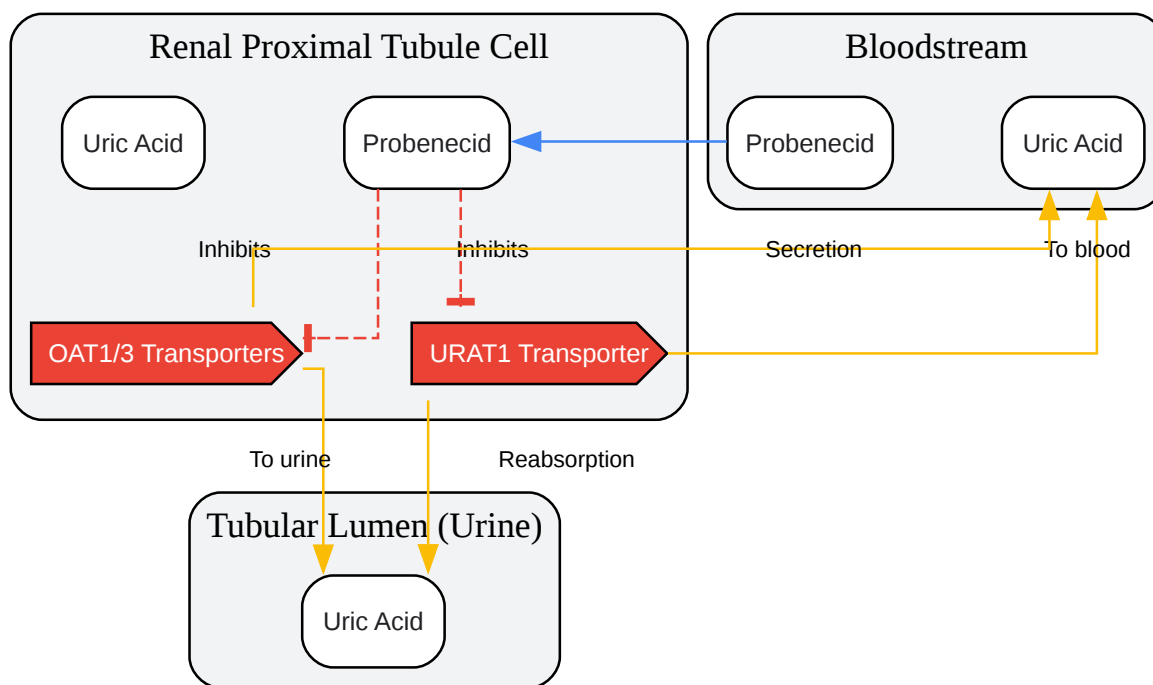 Renal Proximal Tubule Cell
Bloodstream
Uric Acid
Probenecid
Probenecid
Uric Acid
Inhibits
Inhibits
Secretion
To blood
OAT1/3 Transporters
URAT1 Transporter
To urine
Reabsorption
Tubular Lumen (Urine)
Uric Acid